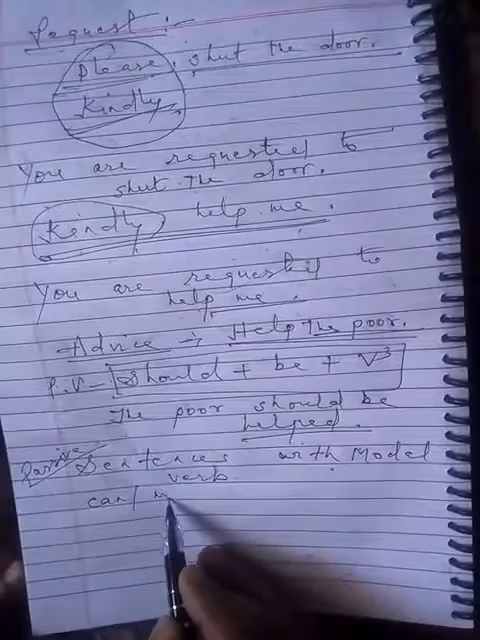 Request :-
Please, shut the door.
Kindly
You are requested to
shut the door.
Kindly help me.
You are requested to
help me.
Advice → Help the poor.
P.V - should + be + V³
The poor should be
helped.
Passive Sentences with Model
verb
can/